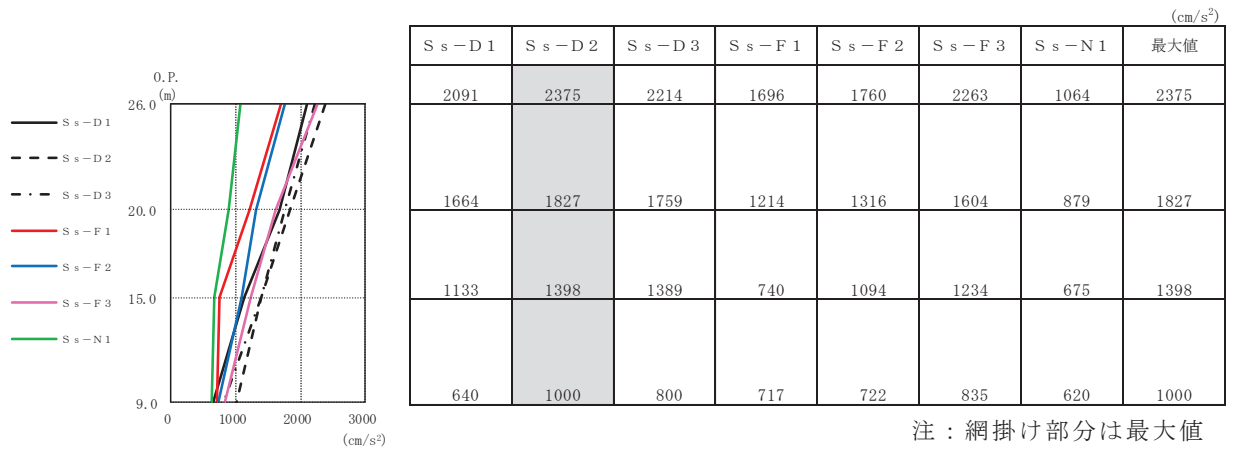 Ｓｓ－Ｄ１
Ｓｓ－Ｄ２
Ｓｓ－Ｄ３
Ｓｓ－Ｆ１
Ｓｓ－Ｆ２
Ｓｓ－Ｆ３
Ｓｓ－Ｎ１
O.P.
(m)
26.0
20.0
15.0
9.0
0 1000 2000 3000
(cm/s²)
(cm/s²)
Ｓｓ－Ｄ１ Ｓｓ－Ｄ２ Ｓｓ－Ｄ３ Ｓｓ－Ｆ１ Ｓｓ－Ｆ２ Ｓｓ－Ｆ３ Ｓｓ－Ｎ１ 最大値
2091 2375 2214 1696 1760 2263 1064 2375
1664 1827 1759 1214 1316 1604 879 1827
1133 1398 1389 740 1094 1234 675 1398
640 1000 800 717 722 835 620 1000
注：網掛け部分は最大値